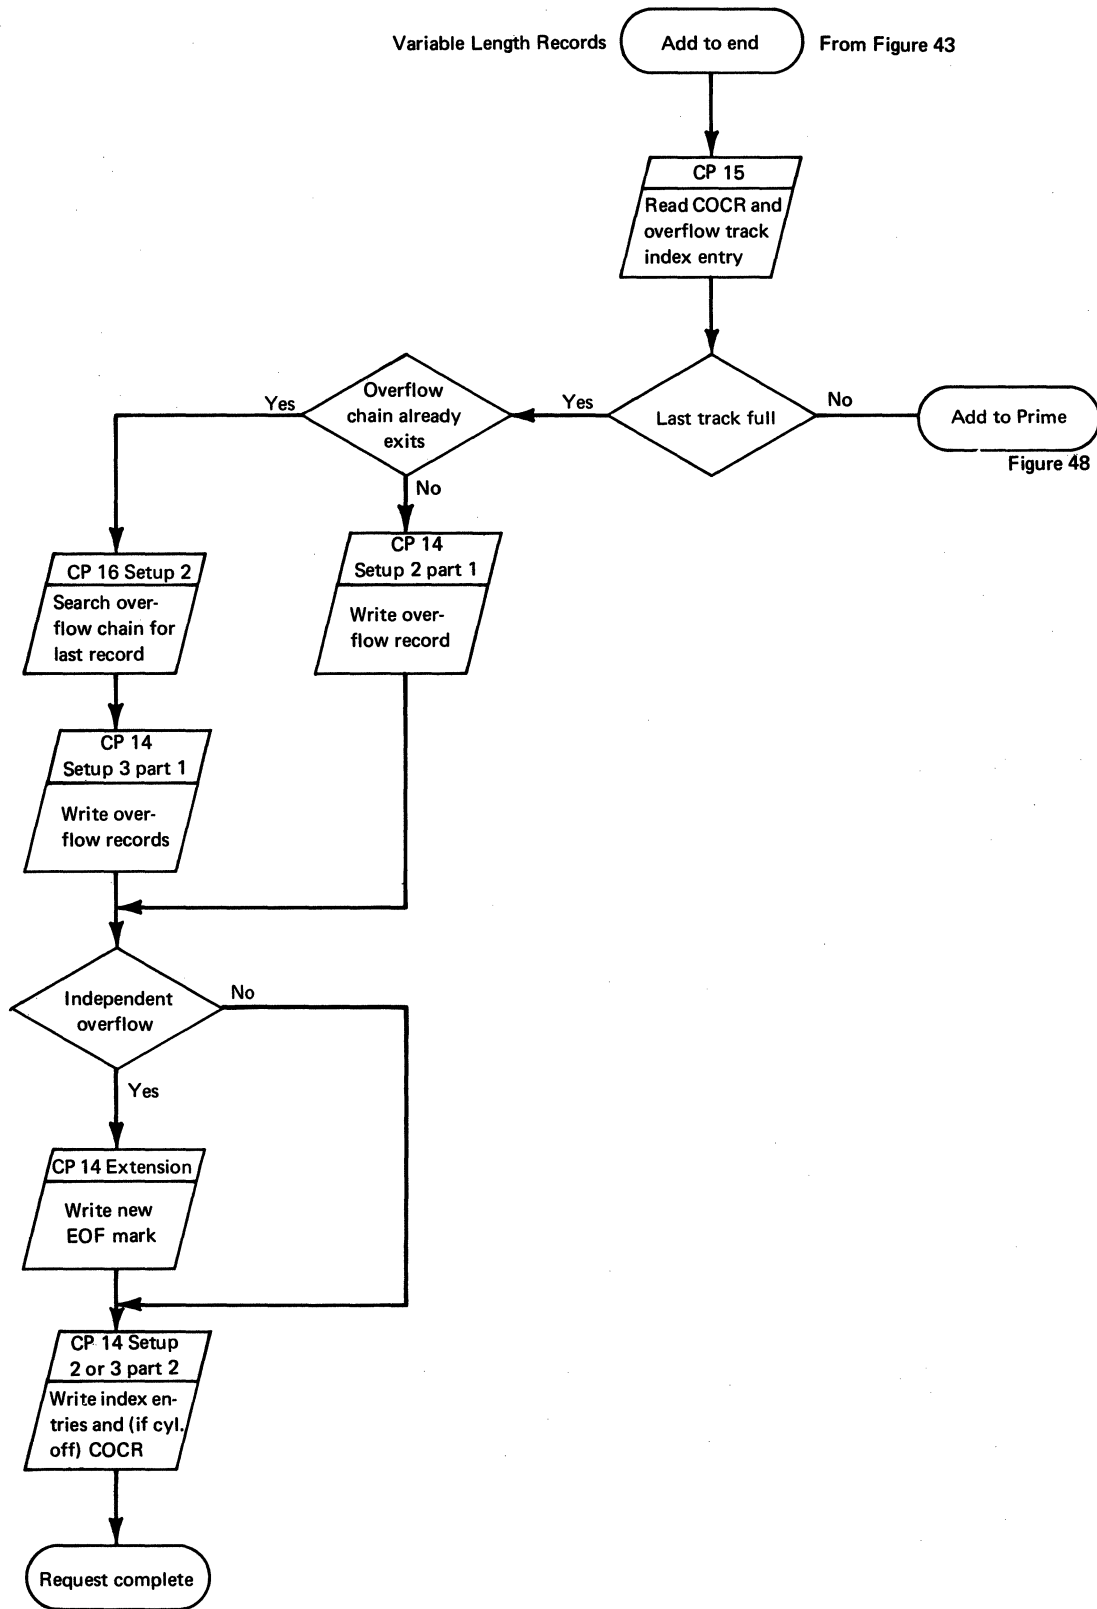 Variable Length Records
Add to end
From Figure 43
CP 15
Read COCR and
overflow track
index entry
Last track full
Yes
No
Add to Prime
Figure 48
Overflow
chain already
exits
Yes
No
CP 16 Setup 2
Search over-
flow chain for
last record
CP 14
Setup 2 part 1
Write over-
flow record
CP 14
Setup 3 part 1
Write over-
flow records
Independent
overflow
No
Yes
CP 14 Extension
Write new
EOF mark
CP 14 Setup
2 or 3 part 2
Write index en-
tries and (if cyl.
off) COCR
Request complete